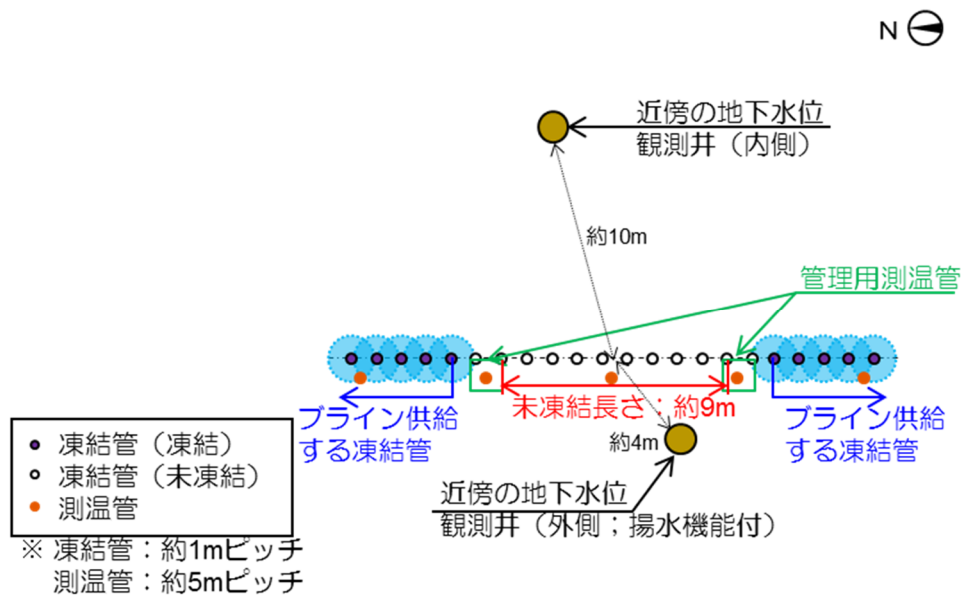 N
近傍の地下水位
観測井（内側）
約10m
管理用測温管
未凍結長さ：約9m
ブライン供給
する凍結管
ブライン供給
する凍結管
約4m
近傍の地下水位
観測井（外側；揚水機能付）
凍結管（凍結）
凍結管（未凍結）
測温管
※ 凍結管：約1mピッチ
測温管：約5mピッチ